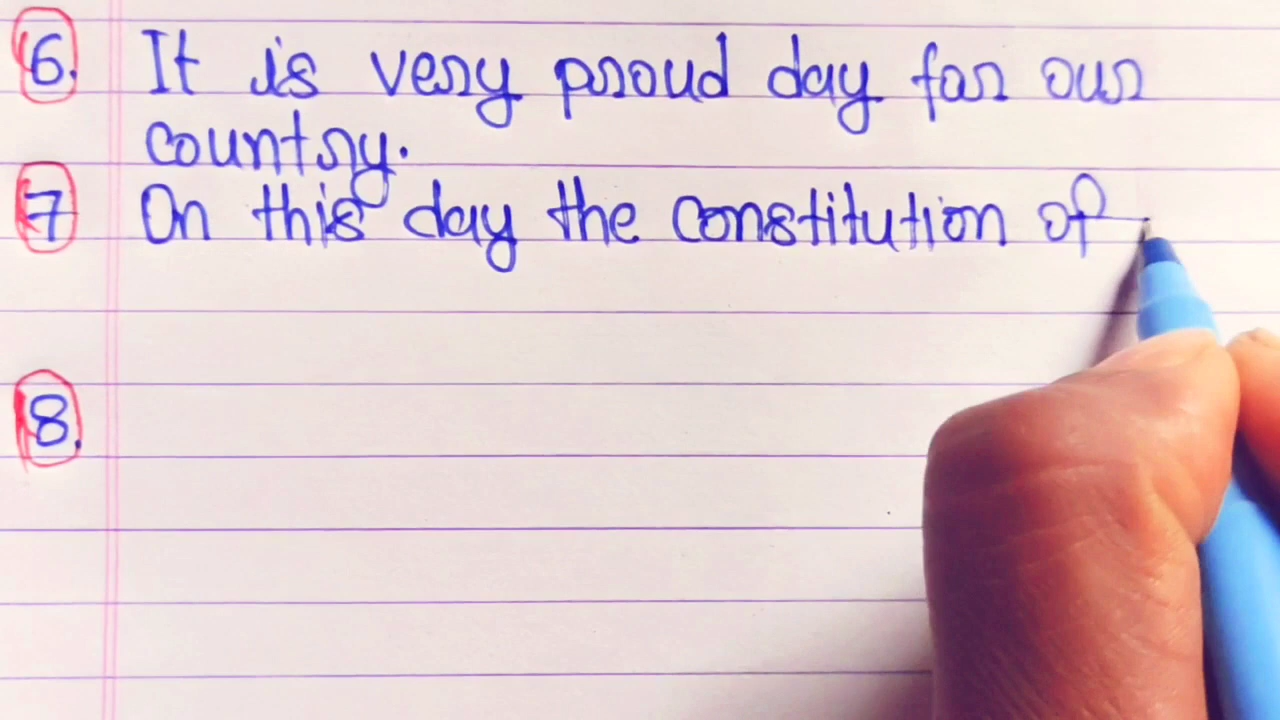 6. It is very proud day for our
country.
7 On this day the constitution of
8.